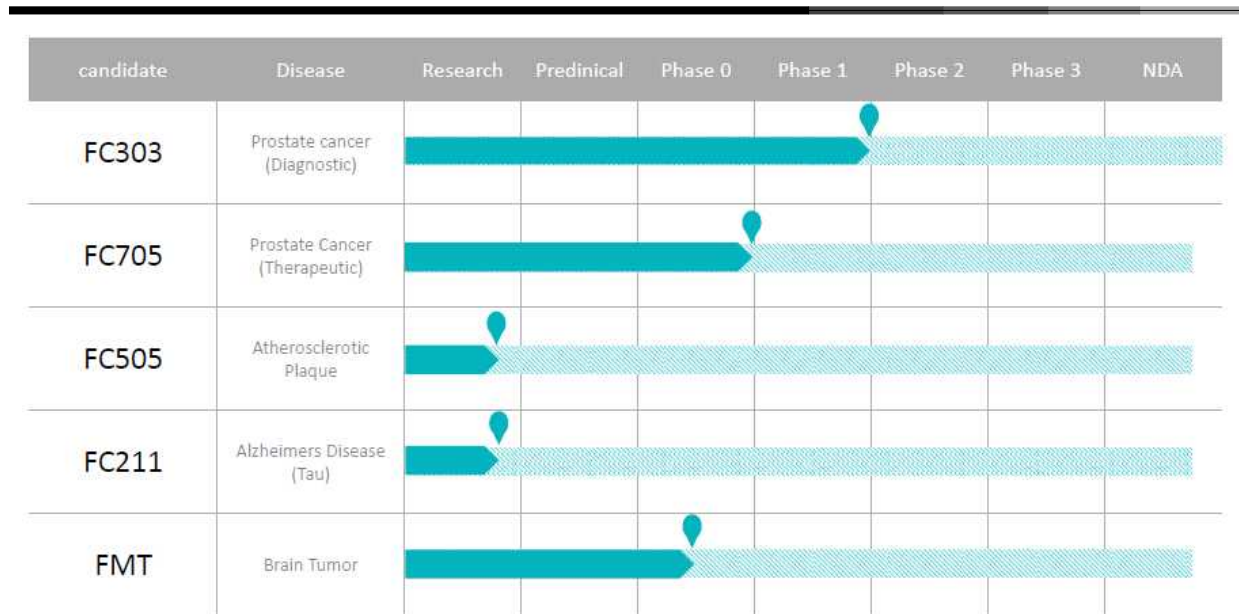 candidate Disease Research Predinical Phase 0 Phase 1 Phase 2 Phase 3 NDA
FC303 Prostate cancer
(Diagnostic)
FC705 Prostate Cancer
(Therapeutic)
FC505 Atherosclerotic
Plaque
FC211 Alzheimers Disease
(Tau)
FMT Brain Tumor